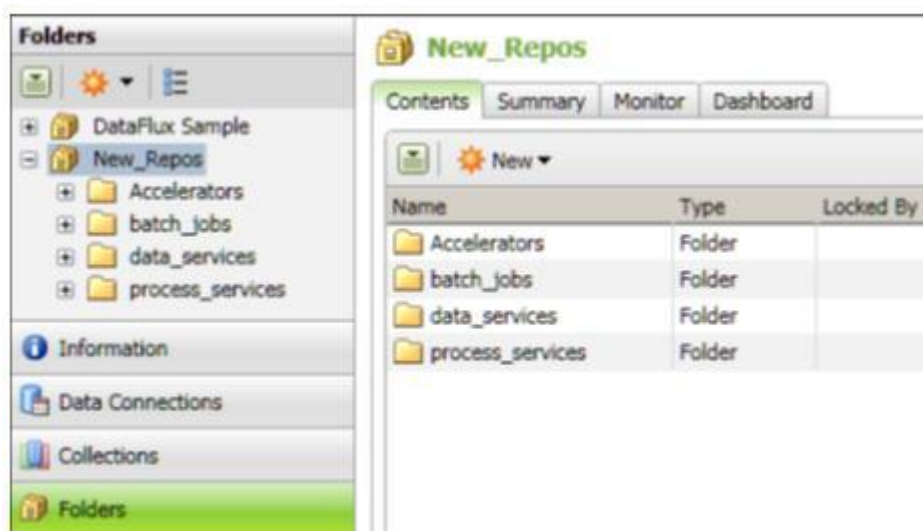 Folders
DataFlux Sample
New_Repos
Accelerators
batch_jobs
data_services
process_services
Information
Data Connections
Collections
Folders
New_Repos
Contents Summary Monitor Dashboard
New
Name Type Locked By
Accelerators Folder
batch_jobs Folder
data_services Folder
process_services Folder